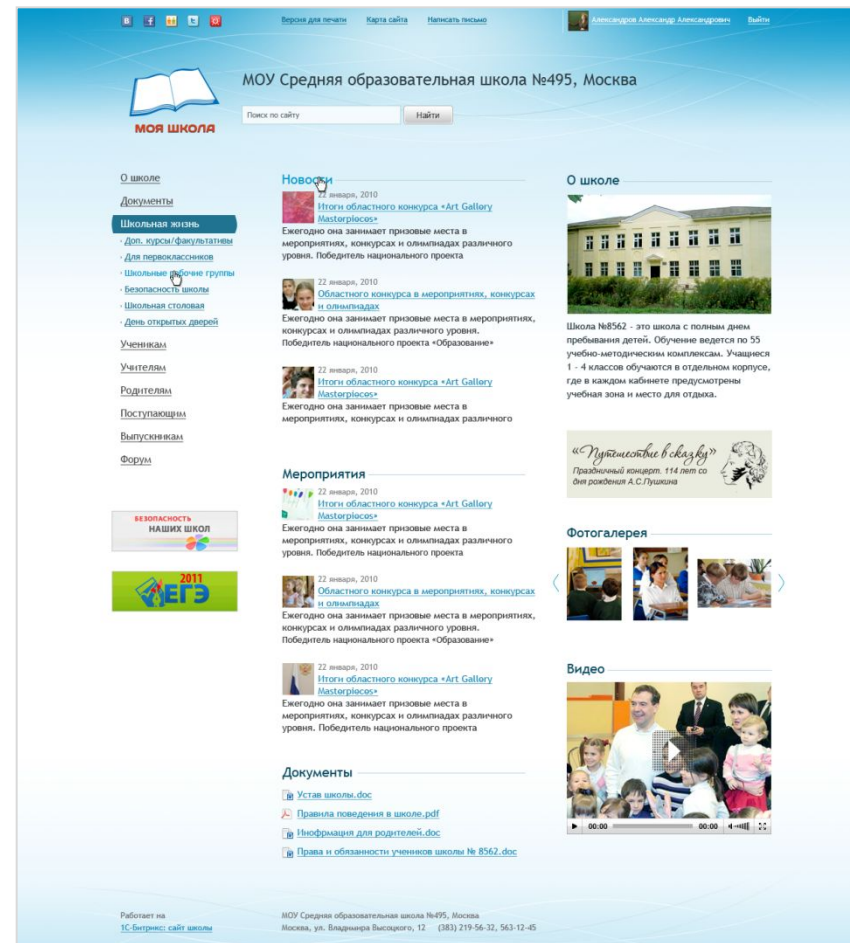 Версия для печати Карта сайта Написать письмо Александров Александр Александрович Выйти
МОУ Средняя образовательная школа №495, Москва
МОЯ ШКОЛА
Поиск по сайту Найти
О школе
Документы
Школьная жизнь
Доп. курсы/факультативы
Для первоклассников
Школьные рабочие группы
Безопасность школы
Школьная столовая
День открытых дверей
Ученикам
Учителям
Родителям
Поступающим
Выпускникам
Форум
БЕЗОПАСНОСТЬ
НАШИХ ШКОЛ
2011
ЕГЭ
Новости
22 января, 2010
Итоги областного конкурса «Art Gallery
Masterpieces»
Ежегодно она занимает призовые места в
мероприятиях, конкурсах и олимпиадах различного
уровня. Победитель национального проекта
22 января, 2010
Областного конкурса в мероприятиях, конкурсах
и олимпиадах
Ежегодно она занимает призовые места в мероприятиях,
конкурсах и олимпиадах различного уровня.
Победитель национального проекта «Образование»
22 января, 2010
Итоги областного конкурса «Art Gallery
Masterpieces»
Ежегодно она занимает призовые места в
мероприятиях, конкурсах и олимпиадах различного
Мероприятия
22 января, 2010
Итоги областного конкурса «Art Gallery
Masterpieces»
Ежегодно она занимает призовые места в
мероприятиях, конкурсах и олимпиадах различного
уровня. Победитель национального проекта
22 января, 2010
Областного конкурса в мероприятиях, конкурсах
и олимпиадах
Ежегодно она занимает призовые места в мероприятиях,
конкурсах и олимпиадах различного уровня.
Победитель национального проекта «Образование»
22 января, 2010
Итоги областного конкурса «Art Gallery
Masterpieces»
Ежегодно она занимает призовые места в
мероприятиях, конкурсах и олимпиадах различного
уровня. Победитель национального проекта
Документы
Устав школы.doc
Правила поведения в школе.pdf
Инофрмация для родителей.doc
Права и обязанности учеников школы № 8562.doc
О школе
Школа №8562 - это школа с полным днем
пребывания детей. Обучение ведется по 55
учебно-методическим комплексам. Учащиеся
1 - 4 классов обучаются в отдельном корпусе,
где в каждом кабинете предусмотрены
учебная зона и место для отдыха.
«Путешествие в сказку»
Праздничный концерт. 114 лет со
дня рождения А.С.Пушкина
Фотогалерея
Видео
00:00 00:00
Работает на
1С-Битрикс: сайт школы
МОУ Средняя образовательная школа №495, Москва
Москва, ул. Владимира Высоцкого, 12 (383) 219-56-32, 563-12-45